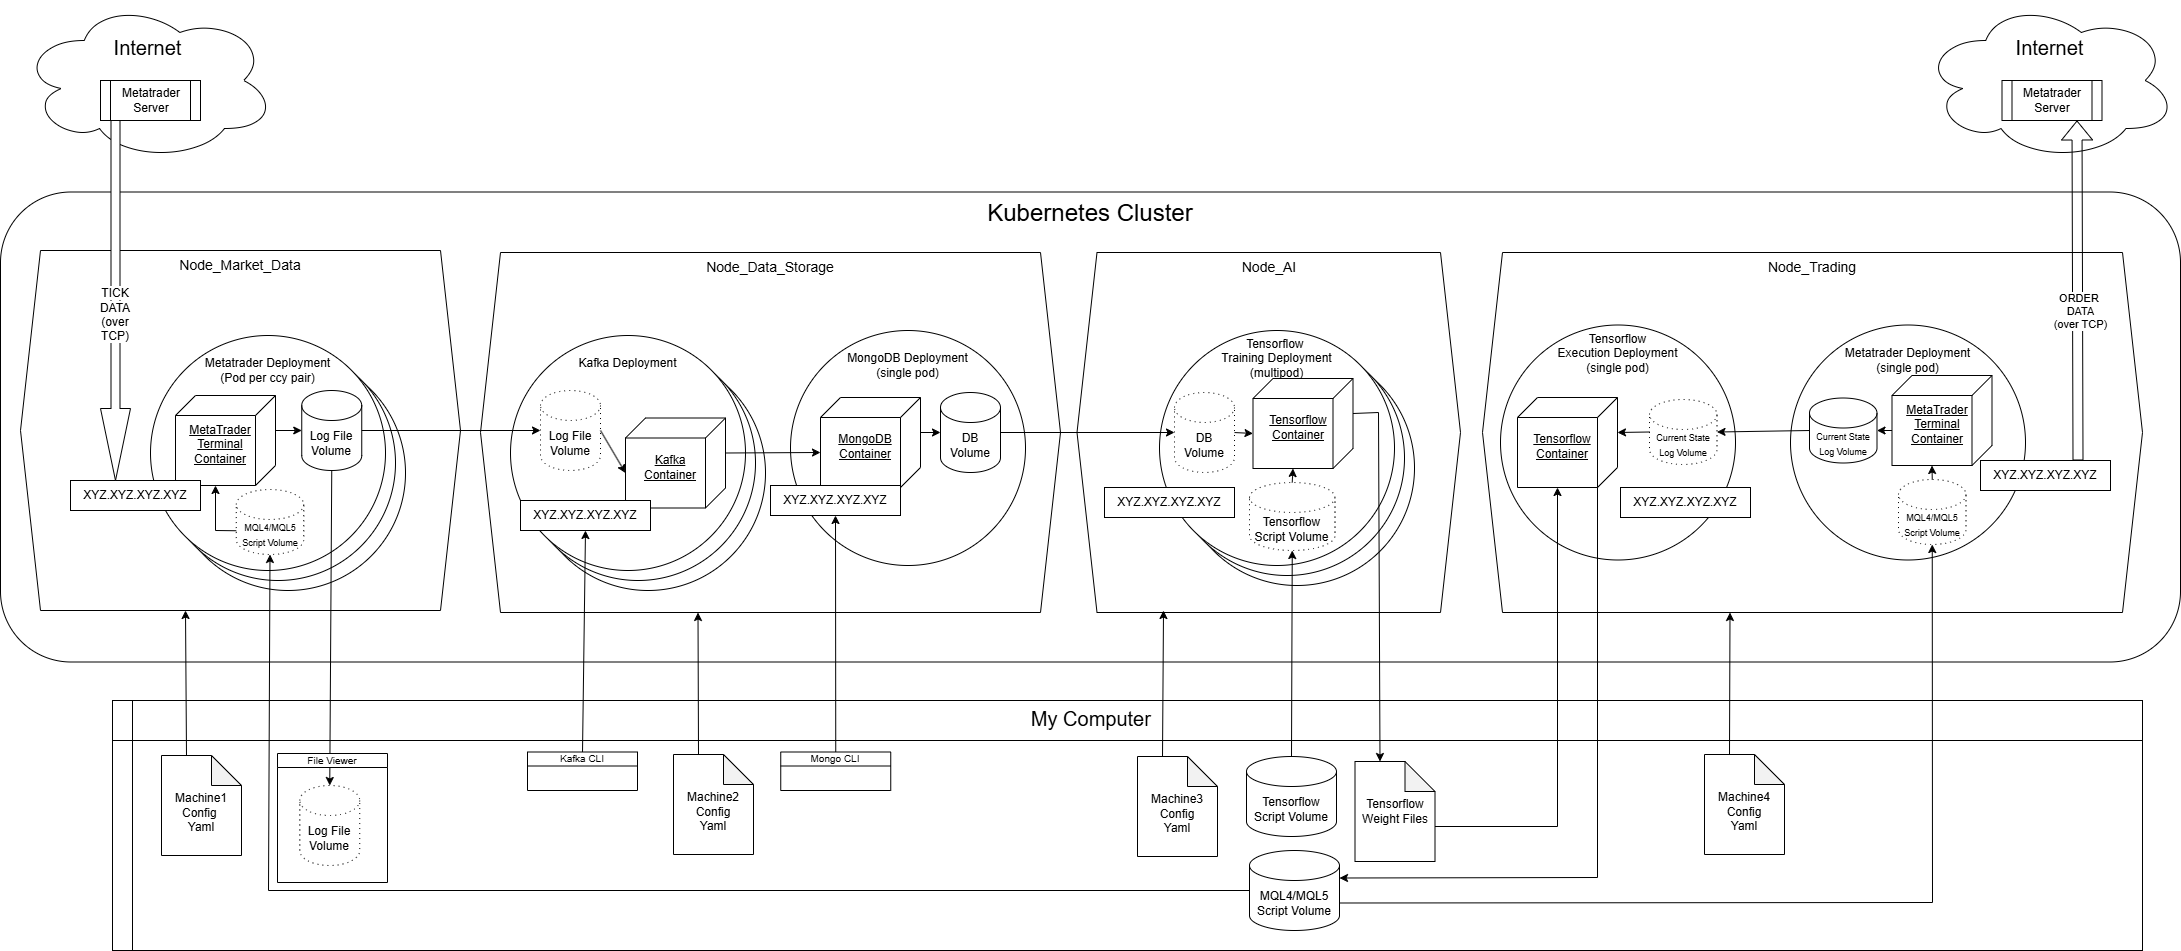 Internet
Metatrader
Server
Internet
Metatrader
Server
Kubernetes Cluster
Node_Market_Data
TICK
DATA
(over
TCP)
Metatrader Deployment
(Pod per ccy pair)
MetaTrader
Terminal
Container
Log File
Volume
XYZ.XYZ.XYZ.XYZ
MQL4/MQL5
Script Volume
Node_Data_Storage
Kafka Deployment
Log File
Volume
Kafka
Container
XYZ.XYZ.XYZ.XYZ
MongoDB Deployment
(single pod)
MongoDB
Container
DB
Volume
XYZ.XYZ.XYZ.XYZ
Node_AI
Tensorflow
Training Deployment
(multipod)
DB
Volume
Tensorflow
Container
XYZ.XYZ.XYZ.XYZ
Tensorflow
Script Volume
Node_Trading
Tensorflow
Execution Deployment
(single pod)
Tensorflow
Container
Current State
Log Volume
XYZ.XYZ.XYZ.XYZ
Metatrader Deployment
(single pod)
Current State
Log Volume
MetaTrader
Terminal
Container
MQL4/MQL5
Script Volume
XYZ.XYZ.XYZ.XYZ
ORDER
DATA
(over TCP)
My Computer
Machine1
Config
Yaml
File Viewer
Log File
Volume
Kafka CLI
Machine2
Config
Yaml
Mongo CLI
Machine3
Config
Yaml
Tensorflow
Script Volume
Tensorflow
Weight Files
MQL4/MQL5
Script Volume
Machine4
Config
Yaml